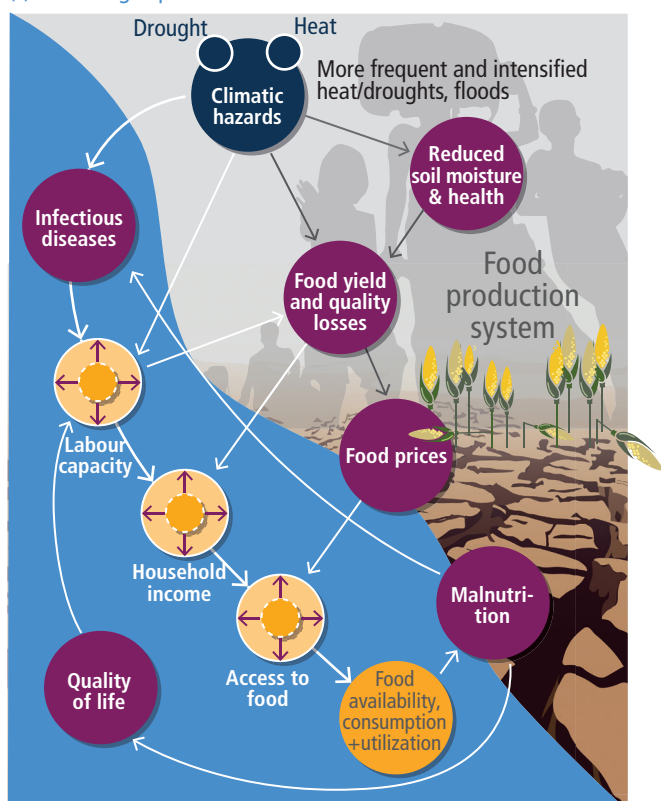 Drought
Heat
Climatic
hazards
More frequent and intensified
heat/droughts, floods
Reduced
soil moisture
& health
Infectious
diseases
Food yield
and quality
losses
Food
production
system
Labour
capacity
Food prices
Household
income
Malnutri-
tion
Access to
food
Quality
of life
Food
availability,
consumption
+utilization